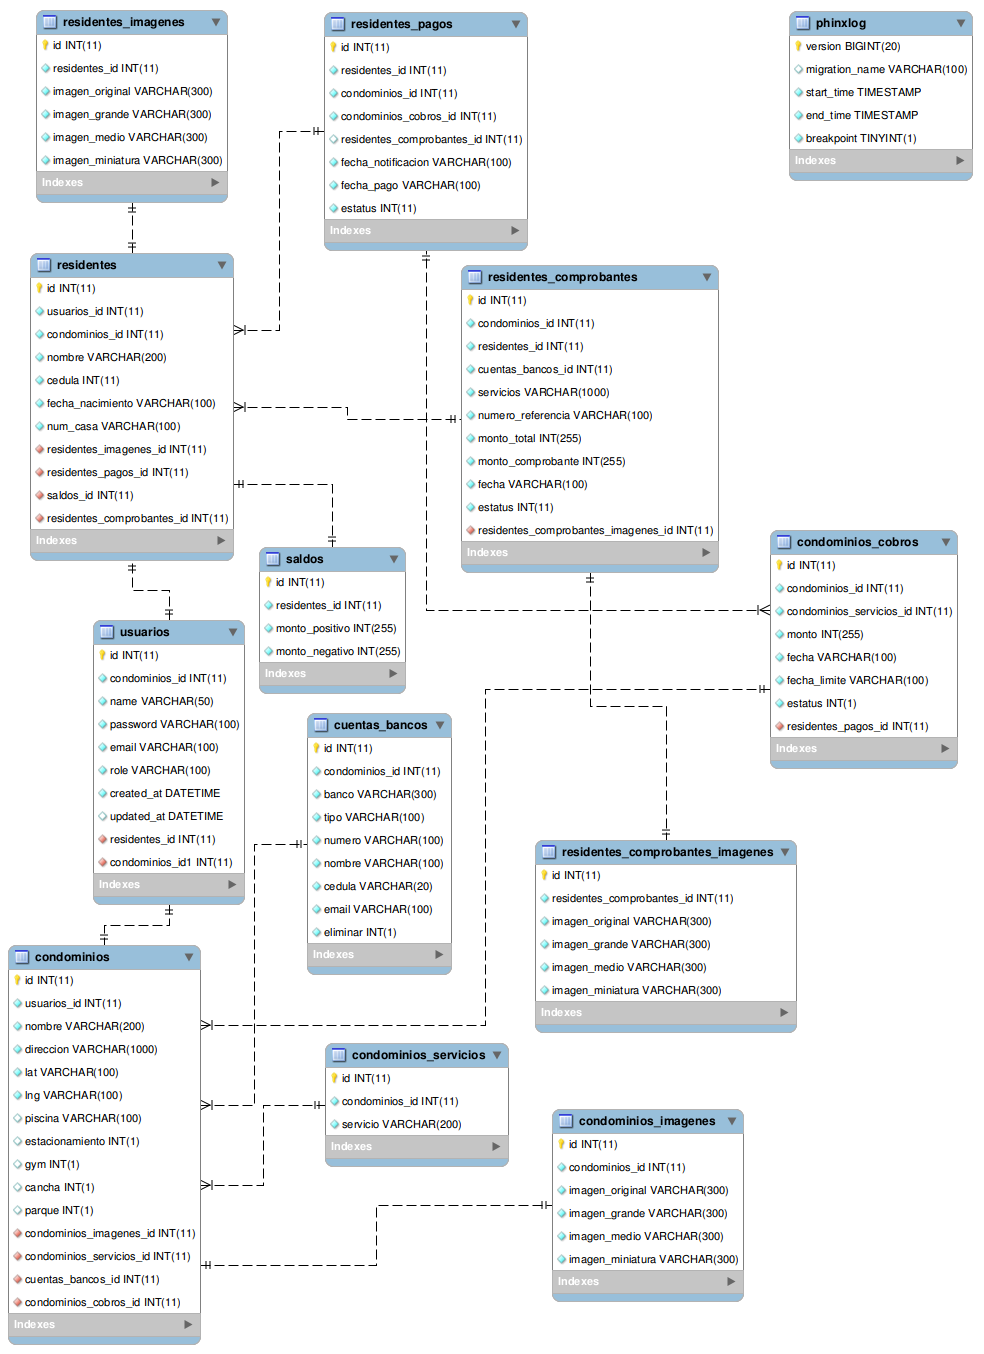 residentes_imagenes
id INT(11)
residentes_id INT(11)
imagen_original VARCHAR(300)
imagen_grande VARCHAR(300)
imagen_medio VARCHAR(300)
imagen_miniatura VARCHAR(300)
Indexes
residentes_pagos
id INT(11)
residentes_id INT(11)
condominios_id INT(11)
condominios_cobros_id INT(11)
residentes_comprobantes_id INT(11)
fecha_notificacion VARCHAR(100)
fecha_pago VARCHAR(100)
estatus INT(11)
Indexes
phinxlog
version BIGINT(20)
migration_name VARCHAR(100)
start_time TIMESTAMP
end_time TIMESTAMP
breakpoint TINYINT(1)
Indexes
residentes
id INT(11)
usuarios_id INT(11)
condominios_id INT(11)
nombre VARCHAR(200)
cedula INT(11)
fecha_nacimiento VARCHAR(100)
num_casa VARCHAR(100)
residentes_imagenes_id INT(11)
residentes_pagos_id INT(11)
saldos_id INT(11)
residentes_comprobantes_id INT(11)
Indexes
residentes_comprobantes
id INT(11)
condominios_id INT(11)
residentes_id INT(11)
cuentas_bancos_id INT(11)
servicios VARCHAR(1000)
numero_referencia VARCHAR(100)
monto_total INT(255)
monto_comprobante INT(255)
fecha VARCHAR(100)
estatus INT(11)
residentes_comprobantes_imagenes_id INT(11)
Indexes
condominios_cobros
id INT(11)
condominios_id INT(11)
condominios_servicios_id INT(11)
monto INT(255)
fecha VARCHAR(100)
fecha_limite VARCHAR(100)
estatus INT(1)
residentes_pagos_id INT(11)
Indexes
saldos
id INT(11)
residentes_id INT(11)
monto_positivo INT(255)
monto_negativo INT(255)
Indexes
usuarios
id INT(11)
condominios_id INT(11)
name VARCHAR(50)
password VARCHAR(100)
email VARCHAR(100)
role VARCHAR(100)
created_at DATETIME
updated_at DATETIME
residentes_id INT(11)
condominios_id1 INT(11)
Indexes
cuentas_bancos
id INT(11)
condominios_id INT(11)
banco VARCHAR(300)
tipo VARCHAR(100)
numero VARCHAR(100)
nombre VARCHAR(100)
cedula VARCHAR(20)
email VARCHAR(100)
eliminar INT(1)
Indexes
residentes_comprobantes_imagenes
id INT(11)
residentes_comprobantes_id INT(11)
imagen_original VARCHAR(300)
imagen_grande VARCHAR(300)
imagen_medio VARCHAR(300)
imagen_miniatura VARCHAR(300)
Indexes
condominios
id INT(11)
usuarios_id INT(11)
nombre VARCHAR(200)
direccion VARCHAR(1000)
lat VARCHAR(100)
lng VARCHAR(100)
piscina VARCHAR(100)
estacionamiento INT(1)
gym INT(1)
cancha INT(1)
parque INT(1)
condominios_imagenes_id INT(11)
condominios_servicios_id INT(11)
cuentas_bancos_id INT(11)
condominios_cobros_id INT(11)
Indexes
condominios_servicios
id INT(11)
condominios_id INT(11)
servicio VARCHAR(200)
Indexes
condominios_imagenes
id INT(11)
condominios_id INT(11)
imagen_original VARCHAR(300)
imagen_grande VARCHAR(300)
imagen_medio VARCHAR(300)
imagen_miniatura VARCHAR(300)
Indexes